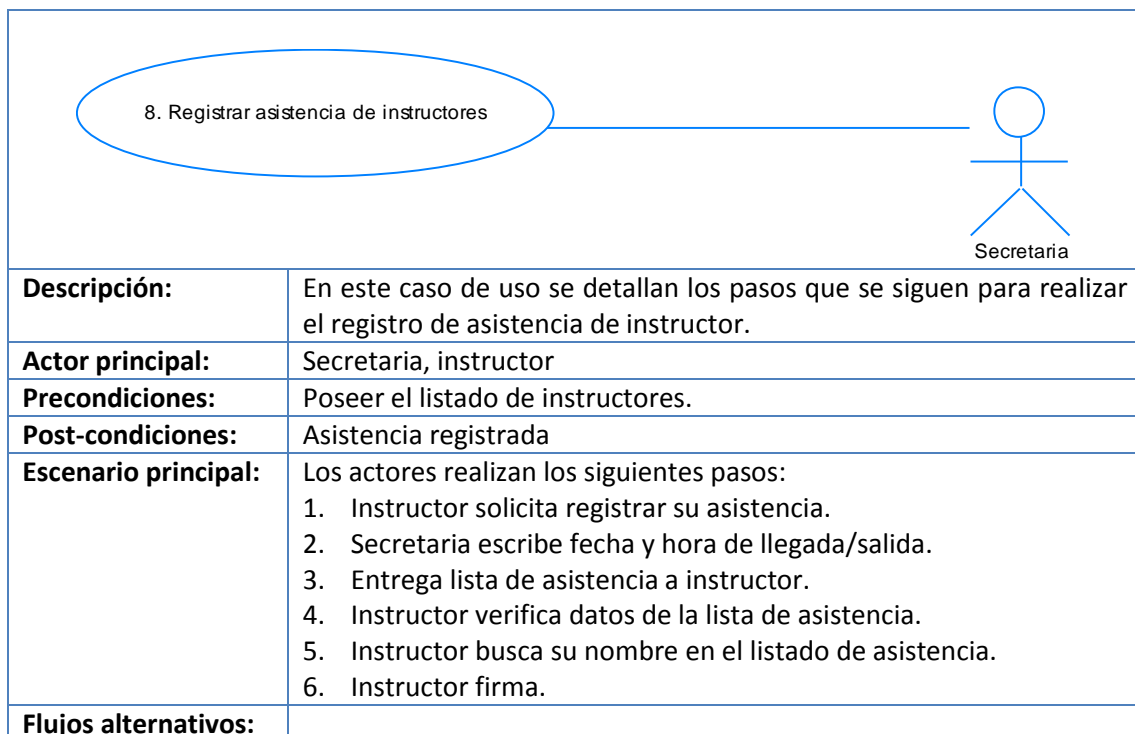 8. Registrar asistencia de instructores
Secretaria
Descripción: En este caso de uso se detallan los pasos que se siguen para realizar
el registro de asistencia de instructor.
Actor principal: Secretaria, instructor
Precondiciones: Poseer el listado de instructores.
Post-condiciones: Asistencia registrada
Escenario principal: Los actores realizan los siguientes pasos:
1. Instructor solicita registrar su asistencia.
2. Secretaria escribe fecha y hora de llegada/salida.
3. Entrega lista de asistencia a instructor.
4. Instructor verifica datos de la lista de asistencia.
5. Instructor busca su nombre en el listado de asistencia.
6. Instructor firma.
Flujos alternativos: